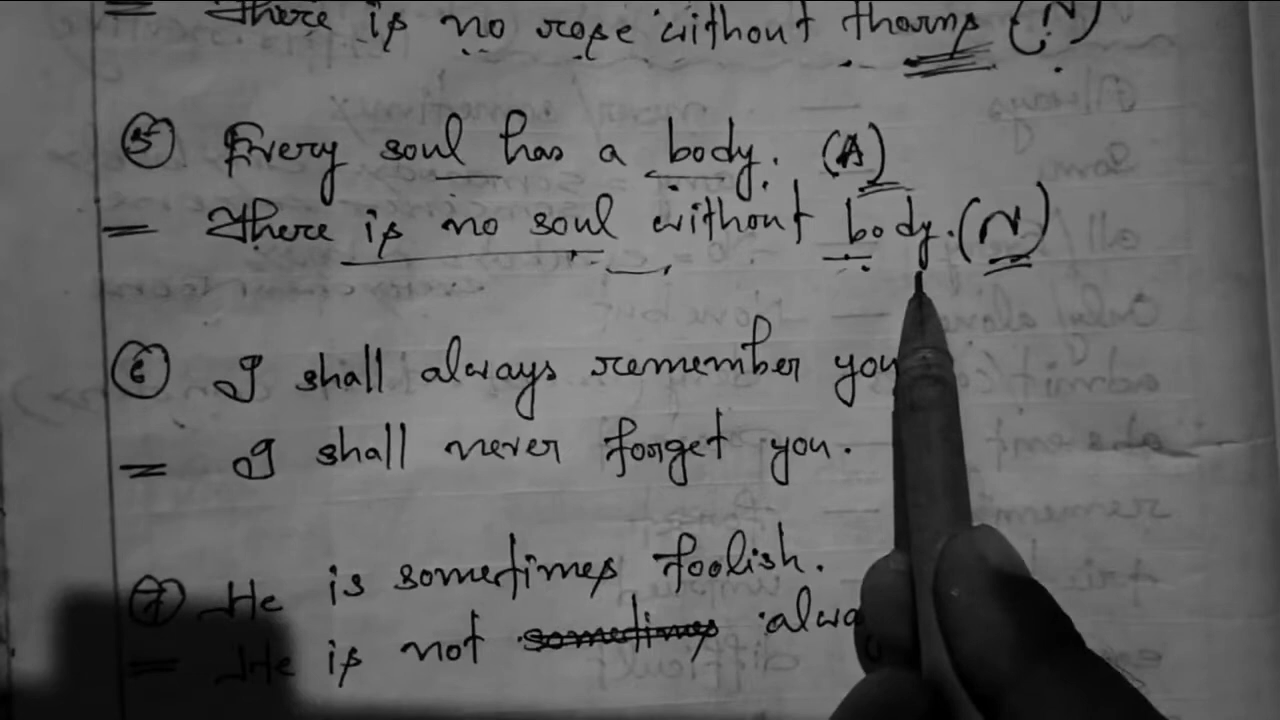 = There is no rose without thorns (N)
⑤ Every soul has a body. (A)
= There is no soul without body. (N)
⑥ I shall always remember you
= I shall never forget you.
⑦ He is sometimes foolish.
= He is not sometimes alwa